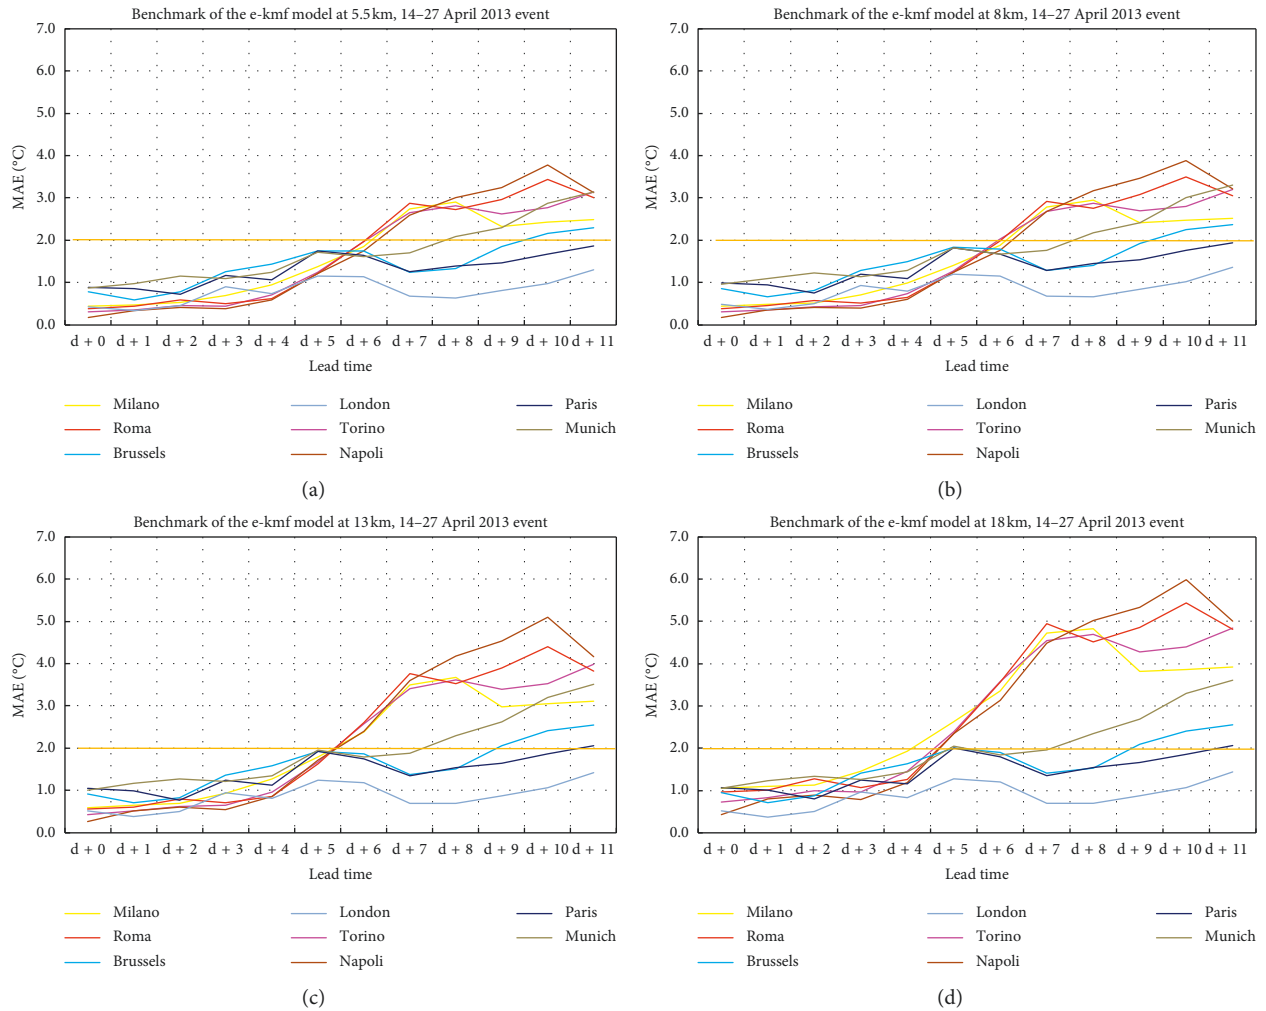 Benchmark of the e-kmf model at 5.5 km, 14–27 April 2013 event
7.0
6.0
5.0
4.0
3.0
2.0
1.0
0.0
MAE (°C)
d + 0 d + 1 d + 2 d + 3 d + 4 d + 5 d + 6 d + 7 d + 8 d + 9 d + 10 d + 11
Lead time
Milano London Paris
Roma Torino Munich
Brussels Napoli
(a)
Benchmark of the e-kmf model at 8 km, 14–27 April 2013 event
7.0
6.0
5.0
4.0
3.0
2.0
1.0
0.0
MAE (°C)
d + 0 d + 1 d + 2 d + 3 d + 4 d + 5 d + 6 d + 7 d + 8 d + 9 d + 10 d + 11
Lead time
Milano London Paris
Roma Torino Munich
Brussels Napoli
(b)
Benchmark of the e-kmf model at 13 km, 14–27 April 2013 event
7.0
6.0
5.0
4.0
3.0
2.0
1.0
0.0
MAE (°C)
d + 0 d + 1 d + 2 d + 3 d + 4 d + 5 d + 6 d + 7 d + 8 d + 9 d + 10 d + 11
Lead time
Milano London Paris
Roma Torino Munich
Brussels Napoli
(c)
Benchmark of the e-kmf model at 18 km, 14–27 April 2013 event
7.0
6.0
5.0
4.0
3.0
2.0
1.0
0.0
MAE (°C)
d + 0 d + 1 d + 2 d + 3 d + 4 d + 5 d + 6 d + 7 d + 8 d + 9 d + 10 d + 11
Lead time
Milano London Paris
Roma Torino Munich
Brussels Napoli
(d)